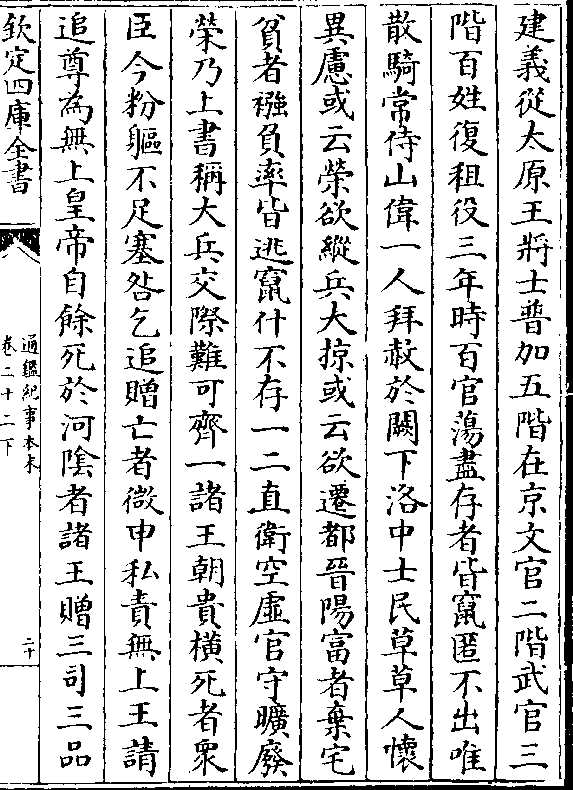 建義從太原王將士普加五階在京文官二階武官三
階百姓復租役三年時百官蕩盡存者皆竄匿不出唯
散騎常侍山偉一人拜赦於闕下洛中士民草草人懷
異慮或云榮欲縱兵大掠或云欲遷都晉陽富者棄宅
貧者襁負率皆逃竄什不存一二直衛空虛官守曠廢
榮乃上書稱大兵交際難可齊一諸王朝貴橫死者衆
臣今粉軀不足塞咎乞追贈亡者微申私責無上王請
追尊為無上皇帝自餘死於河陰者諸王贈三司三品
欽定四庫全書
通鑑紀事本末
卷二十二下
二十